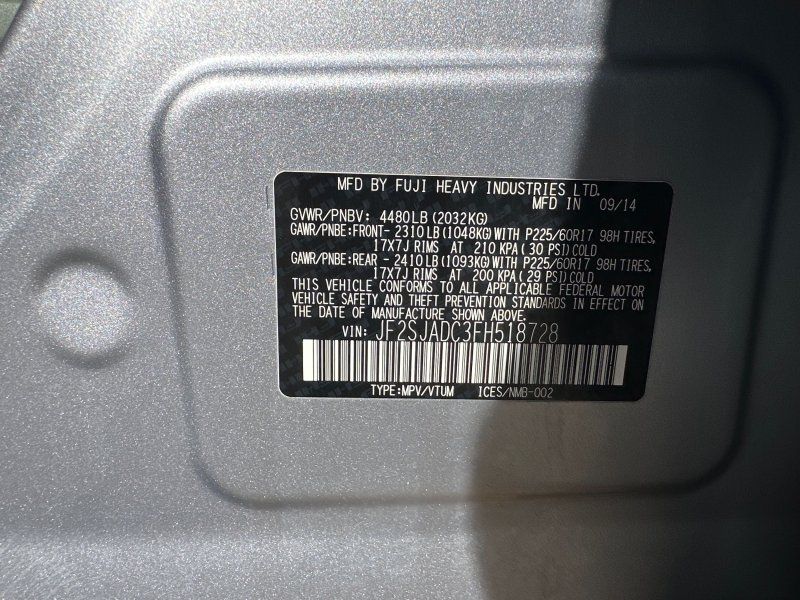 MFD BY FUJI HEAVY INDUSTRIES LTD.
MFD IN 09/14
GVWR/PNBV: 4480LB(2032KG)
GAWR/PNBE:FRONT- 2310LB(1048KG)WITH P225/60R17 98H TIRES,
17X7J RIMS AT 210 KPA(30 PSI)COLD
GAWR/PNBE:REAR - 2410LB(1093KG)WITH P225/60R17 98H TIRES,
17X7J RIMS AT 200 KPA(29 PSI)COLD
THIS VEHICLE CONFORMS TO ALL APPLICABLE FEDERAL MOTOR
VEHICLE SAFETY AND THEFT PREVENTION STANDARDS IN EFFECT ON
THE DATE OF MANUFACTURE SHOWN ABOVE.
VIN: JF2SJADC3FH518728
TYPE:MPV/VTUM ICES/NMB-002